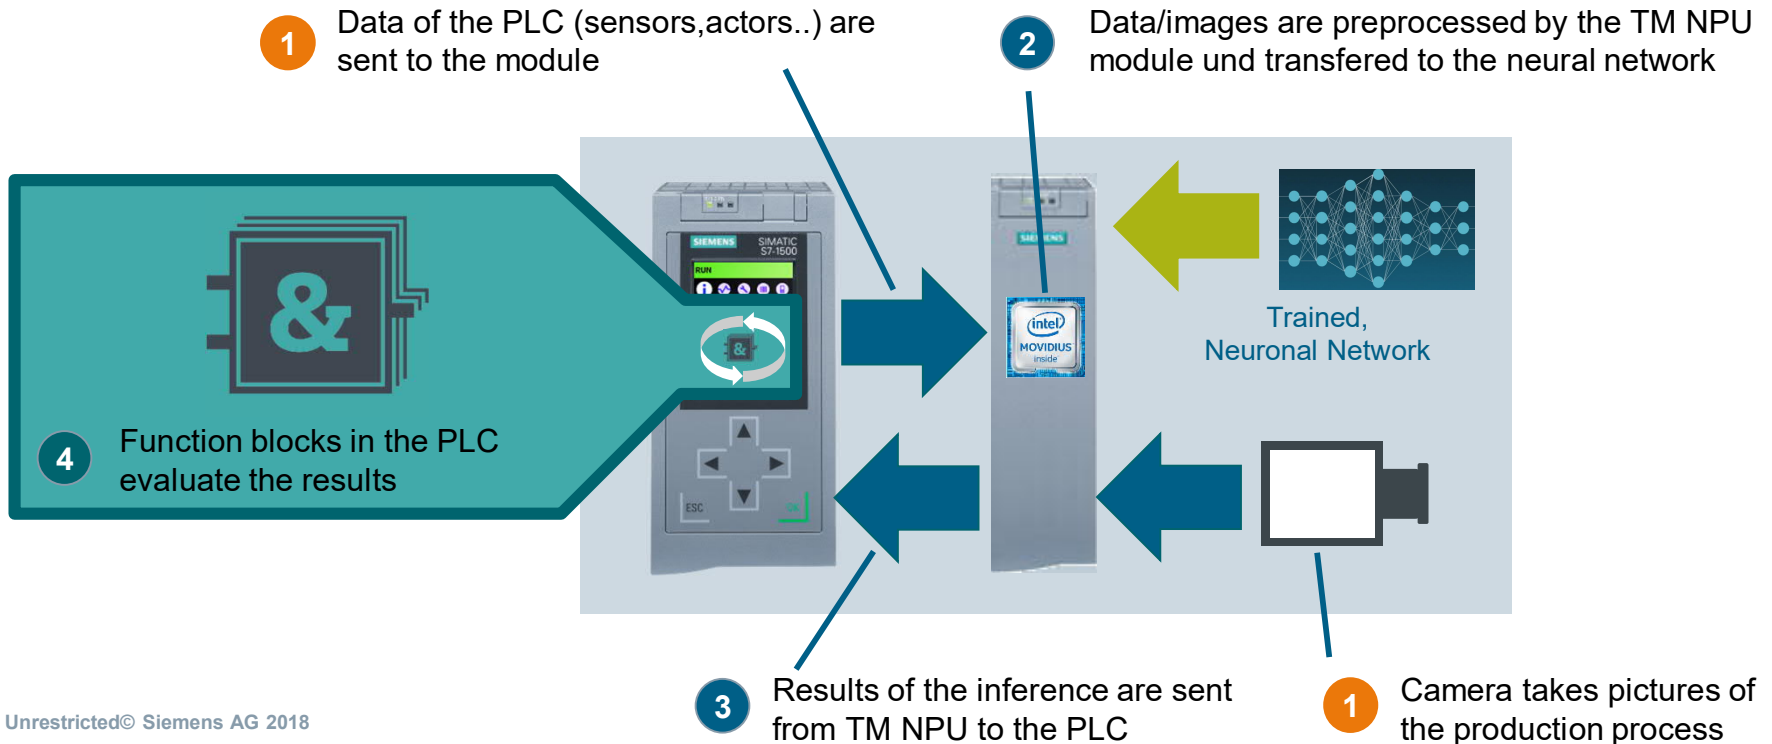 1
Data of the PLC (sensors,actors..) are
sent to the module
2
Data/images are preprocessed by the TM NPU
module und transfered to the neural network
SIEMENS
SIMATIC
S7-1500
RUN
SIEMENS
&
&
intel
MOVIDIUS
inside
Trained,
Neuronal Network
4
Function blocks in the PLC
evaluate the results
ESC
OK
3
Results of the inference are sent
from TM NPU to the PLC
1
Camera takes pictures of
the production process
Unrestricted© Siemens AG 2018